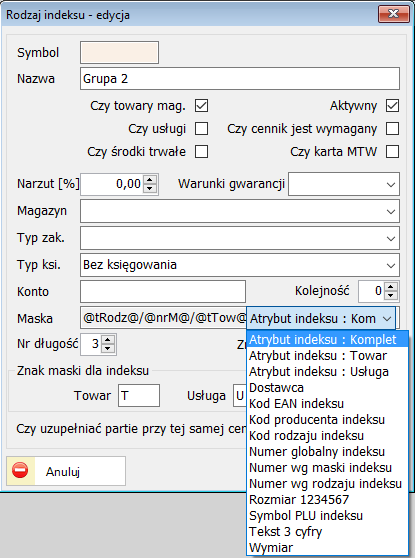 Rodzaj indeksu - edycja
Symbol
Nazwa Grupa 2
Czy towary mag. Aktywny
Czy usługi Czy cennik jest wymagany
Czy środki trwałe Czy karta MTW
Narzut [%] 0,00 Warunki gwarancji
Magazyn
Typ zak.
Typ ksi. Bez księgowania
Konto Kolejność 0
Maska @tRodz@/@nrM@/@tTow@ Atrybut indeksu : Kom
Nr długość 3
Znak maski dla indeksu
Towar T Usługa U
Czy uzupełniać partie przy tej samej cen
Anuluj
Atrybut indeksu : Komplet
Atrybut indeksu : Towar
Atrybut indeksu : Usługa
Dostawca
Kod EAN indeksu
Kod producenta indeksu
Kod rodzaju indeksu
Numer globalny indeksu
Numer wg maski indeksu
Numer wg rodzaju indeksu
Rozmiar 1234567
Symbol PLU indeksu
Tekst 3 cyfry
Wymiar